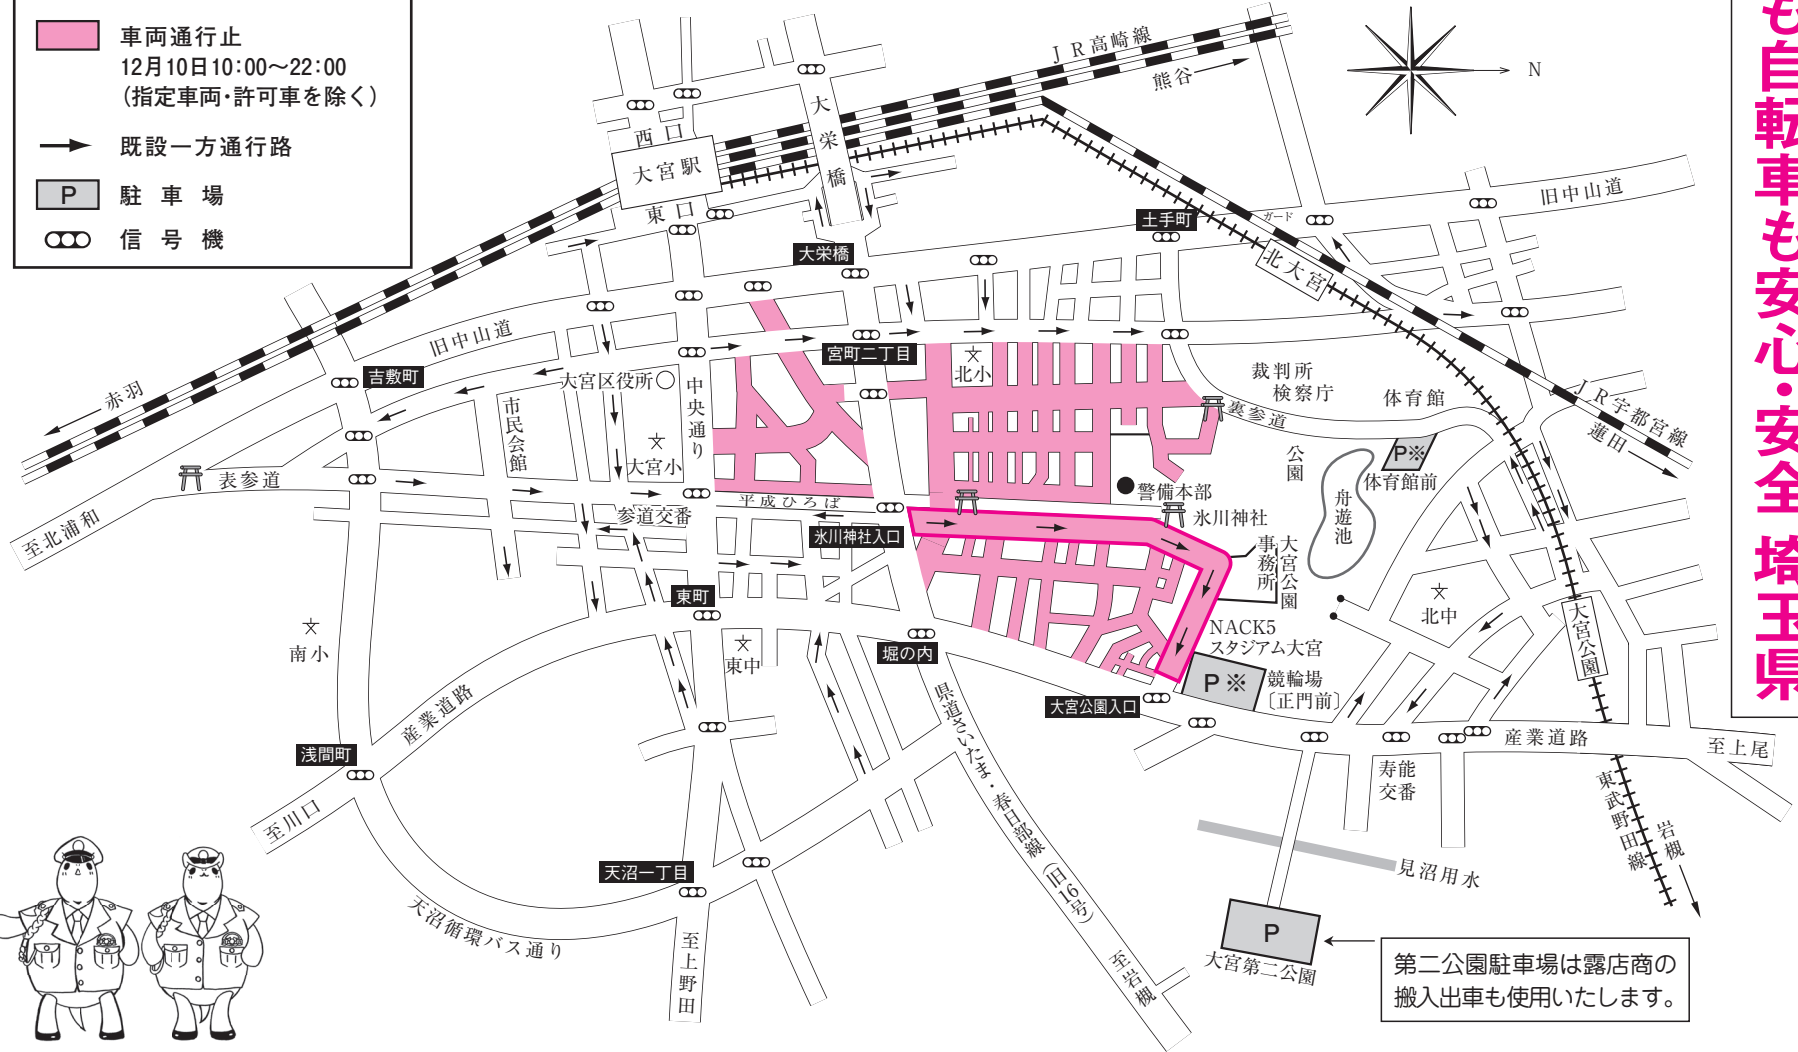 車両通行止
12月10日10:00～22:00
(指定車両・許可車を除く)
既設一方通行路
P
駐車場
信号機
も自転車も安心・安全 埼玉県
JR高崎線
熊谷
N
大栄橋
西口
大宮駅
東口
大栄橋
土手町
ガード
旧中山道
北大宮
旧中山道
吉敷町
赤羽
大宮区役所
中央通り
宮町二丁目
北小
裁判所
検察庁
体育館
裏参道
JR宇都宮線
蓮田
市民会館
大宮小
公園
P※
体育館前
表参道
至北浦和
平成ひろば
参道交番
警備本部
氷川神社
舟遊池
氷川神社入口
大宮公園
事務所
東町
北中
大宮公園
南小
東中
堀の内
NACK5
スタジアム大宮
P※
競輪場
〔正門前〕
大宮公園入口
産業道路
浅間町
県道さいたま・春日部線(旧16号)
産業道路
至上尾
至川口
寿能
交番
東武野田線
岩槻
天沼一丁目
見沼用水
天沼循環バス通り
至上野田
至岩槻
P
大宮第二公園
第二公園駐車場は露店商の
搬入出車も使用いたします。